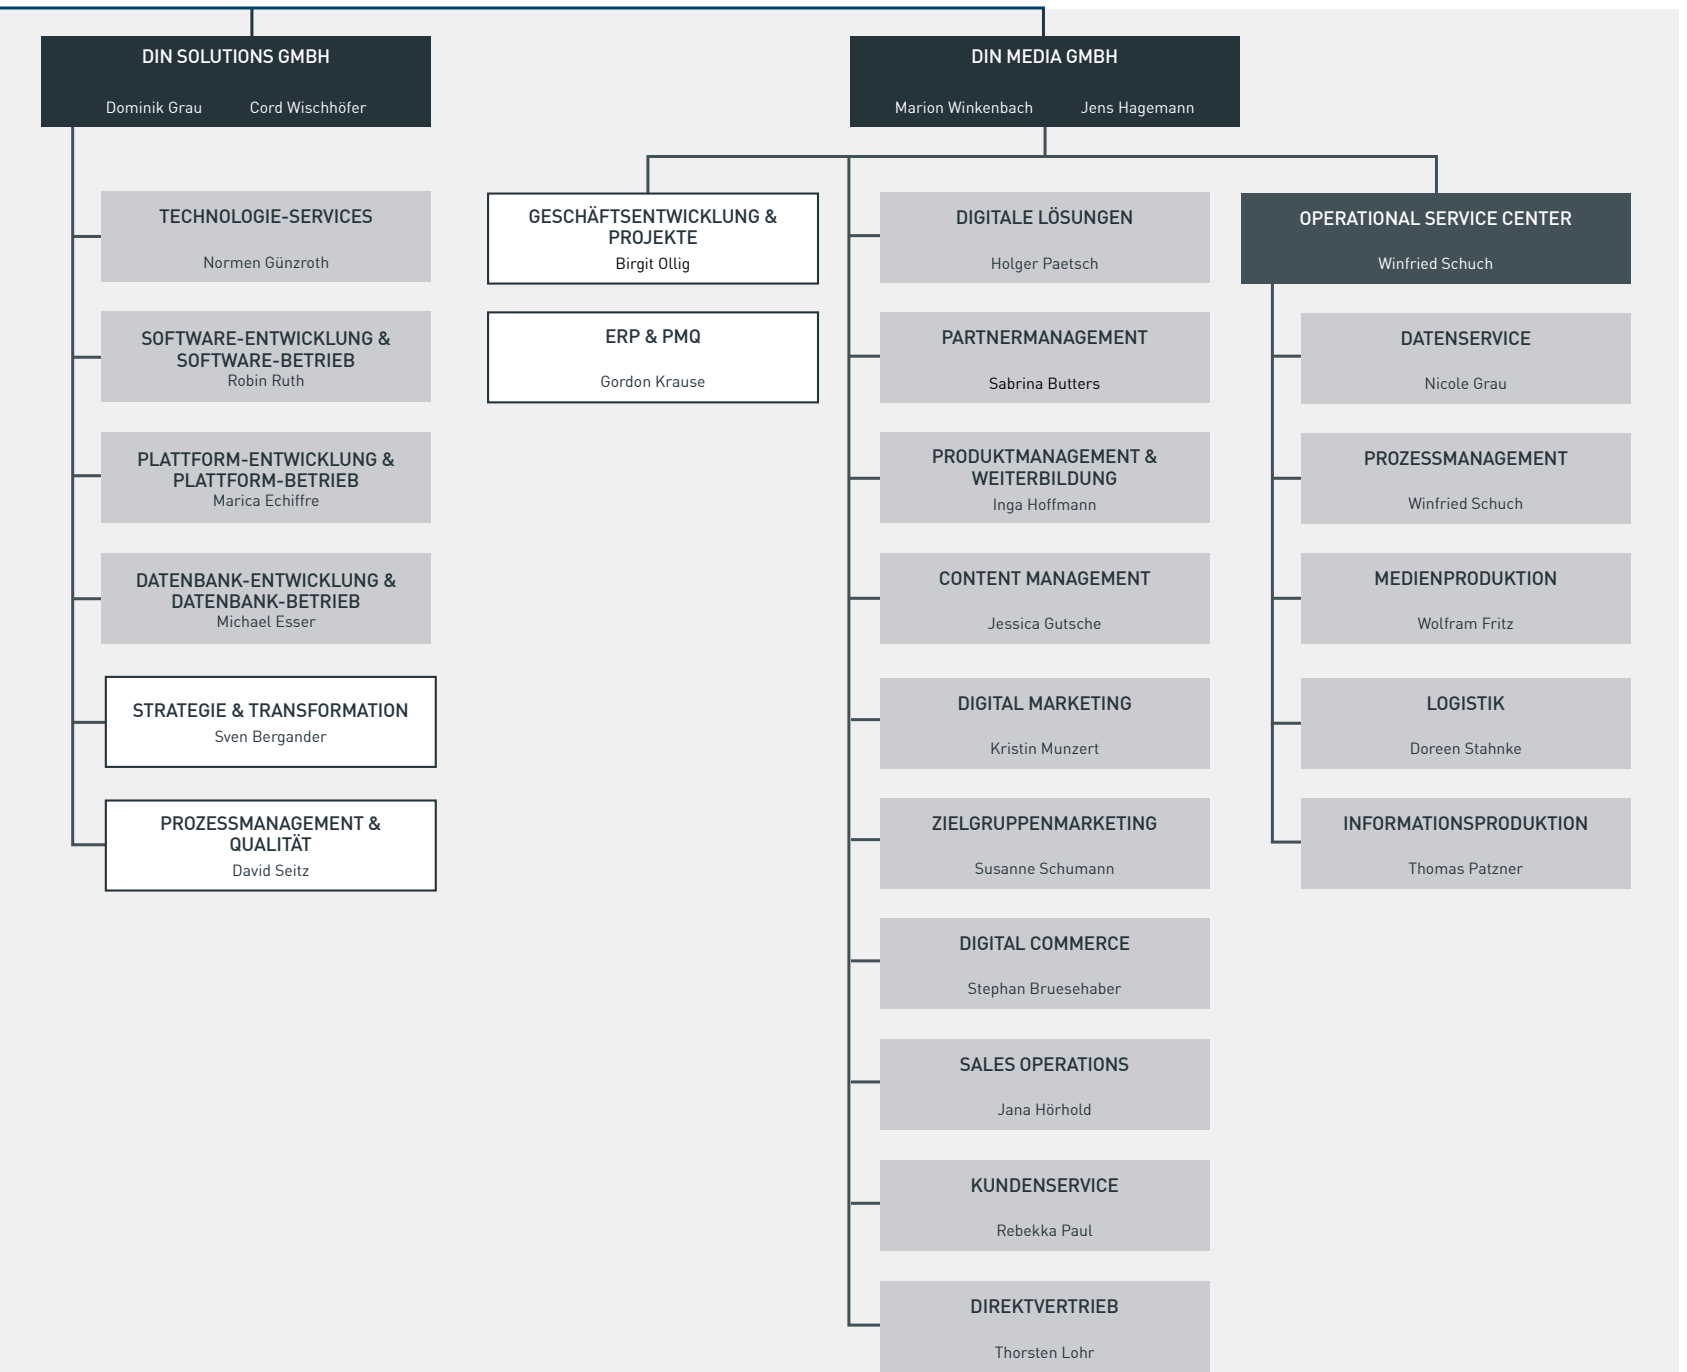 DIN SOLUTIONS GMBH
Dominik Grau Cord Wischhöfer
TECHNOLOGIE-SERVICES
Normen Günzroth
SOFTWARE-ENTWICKLUNG &
SOFTWARE-BETRIEB
Robin Ruth
PLATTFORM-ENTWICKLUNG &
PLATTFORM-BETRIEB
Marica Echiffre
DATENBANK-ENTWICKLUNG &
DATENBANK-BETRIEB
Michael Esser
STRATEGIE & TRANSFORMATION
Sven Bergander
PROZESSMANAGEMENT &
QUALITÄT
David Seitz
DIN MEDIA GMBH
Marion Winkenbach Jens Hagemann
GESCHÄFTSENTWICKLUNG &
PROJEKTE
Birgit Ollig
ERP & PMQ
Gordon Krause
DIGITALE LÖSUNGEN
Holger Paetsch
PARTNERMANAGEMENT
Sabrina Butters
PRODUKTMANAGEMENT &
WEITERBILDUNG
Inga Hoffmann
CONTENT MANAGEMENT
Jessica Gutsche
DIGITAL MARKETING
Kristin Munzert
ZIELGRUPPENMARKETING
Susanne Schumann
DIGITAL COMMERCE
Stephan Bruesehaber
SALES OPERATIONS
Jana Hörhold
KUNDENSERVICE
Rebekka Paul
DIREKTVERTRIEB
Thorsten Lohr
OPERATIONAL SERVICE CENTER
Winfried Schuch
DATENSERVICE
Nicole Grau
PROZESSMANAGEMENT
Winfried Schuch
MEDIENPRODUKTION
Wolfram Fritz
LOGISTIK
Doreen Stahnke
INFORMATIONSPRODUKTION
Thomas Patzner